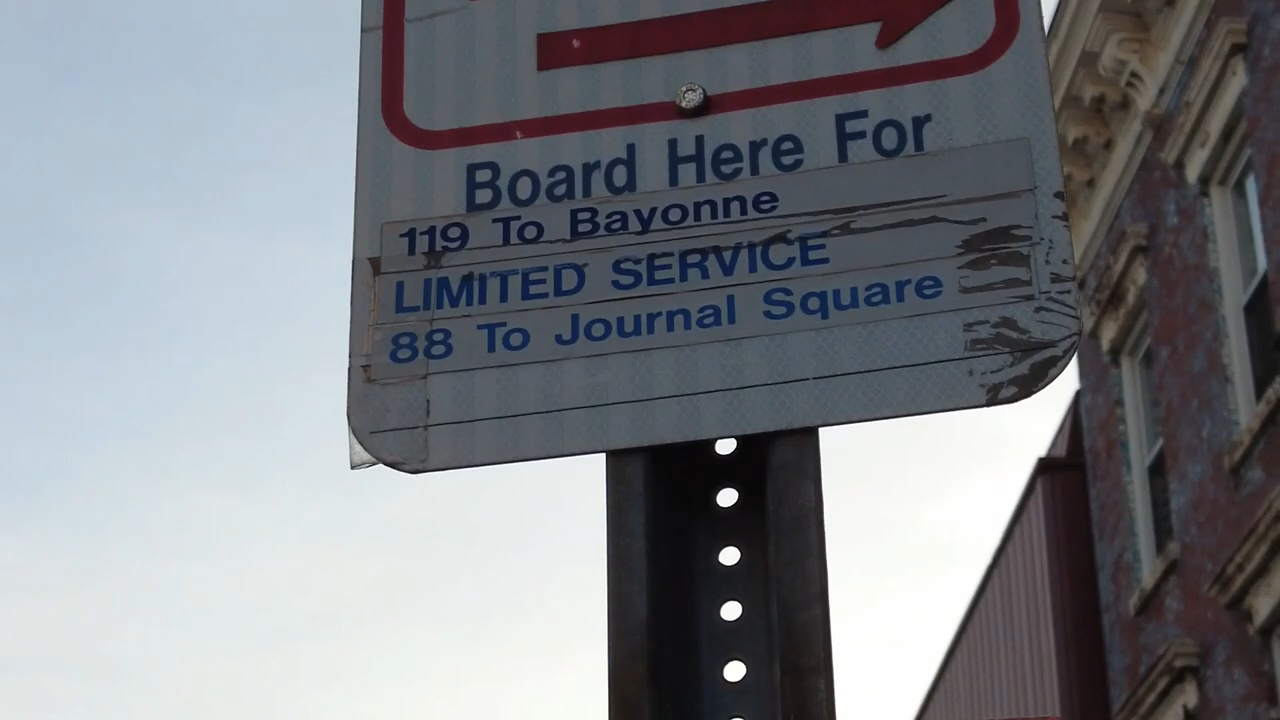 Board Here For
119 To Bayonne
LIMITED SERVICE
88 To Journal Square